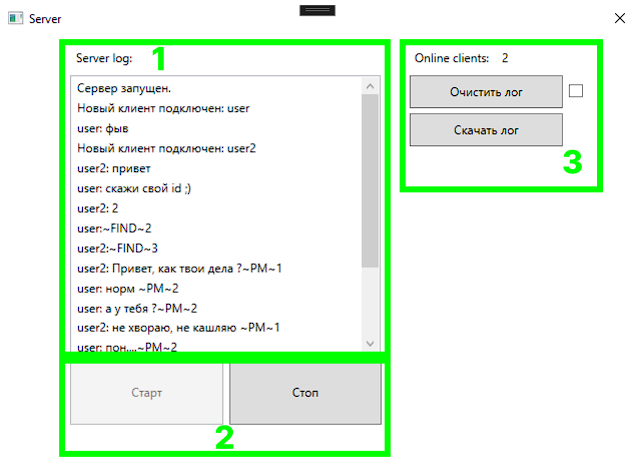 Server
1
Server log:
Сервер запущен.
Новый клиент подключен: user
user: фыв
Новый клиент подключен: user2
user2: привет
user: скажи свой id ;)
user2: 2
user:~FIND~2
user2:~FIND~3
user2: Привет, как твои дела ?~PM~1
user: норм ~PM~2
user: а у тебя ?~PM~2
user2: не хвораю, не кашляю ~PM~1
user: пон....~PM~2
Старт
Стоп
2
Online clients: 2
Очистить лог
Скачать лог
3